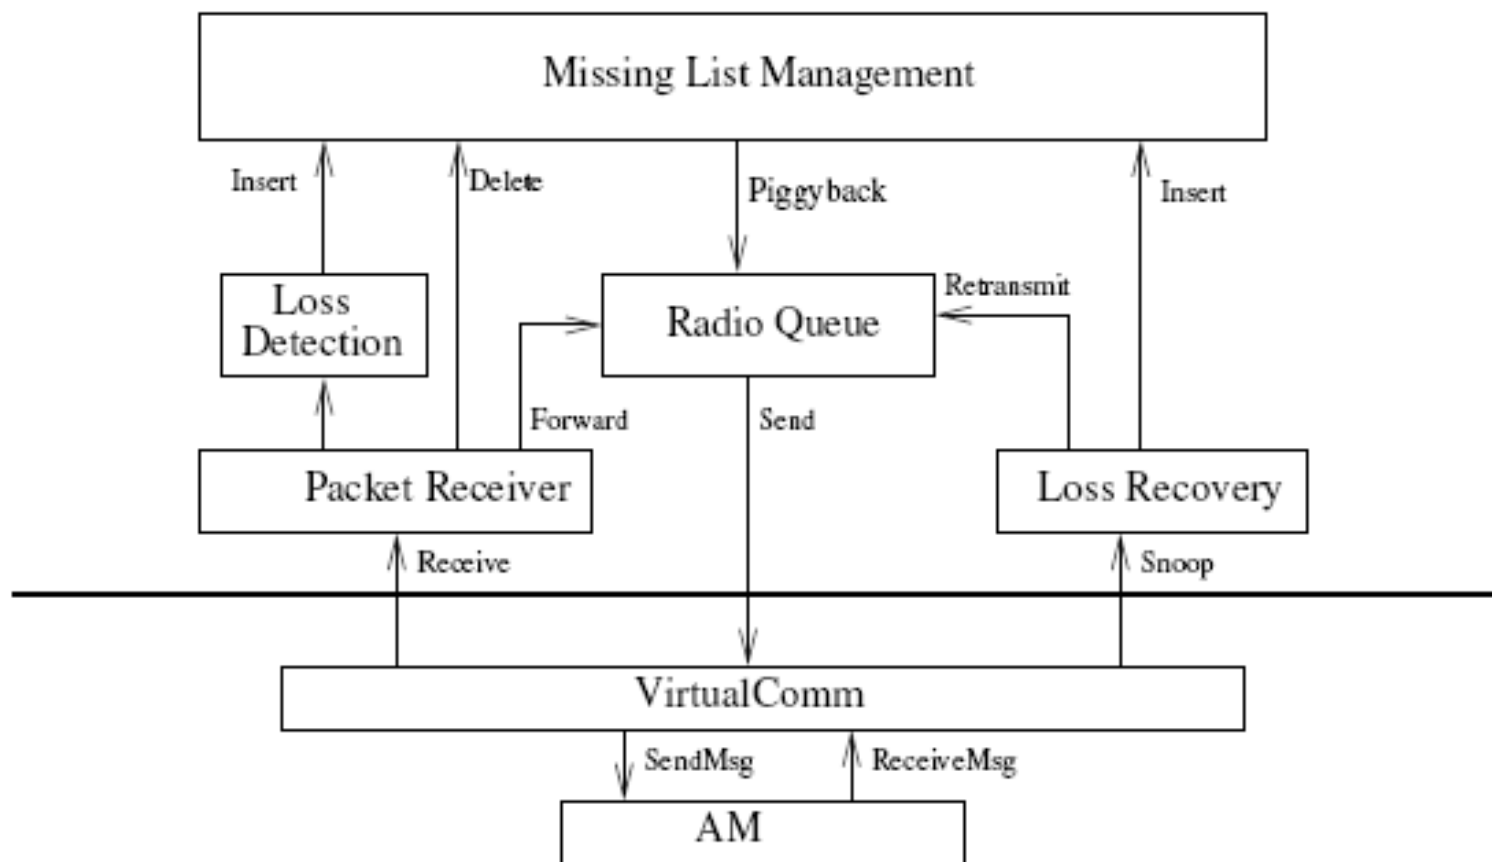 Missing List Management
Insert
Delete
Piggyback
Insert
Loss
Detection
Radio Queue
Retransmit
Forward
Send
Packet Receiver
Loss Recovery
Receive
Snoop
VirtualComm
SendMsg
ReceiveMsg
AM